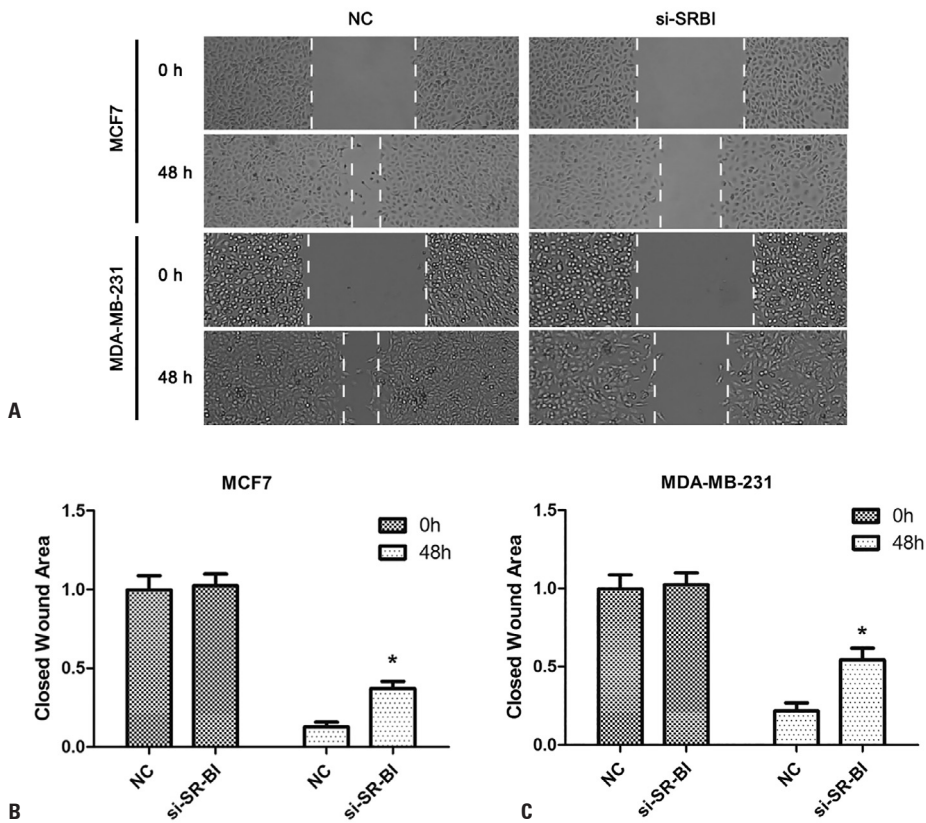 NC
si-SRBI
MCF7
0 h
48 h
MDA-MB-231
0 h
48 h
A
MCF7
Closed Wound Area
1.5
1.0
0.5
0.0
0h
48h
*
NC
si-SR-BI
NC
si-SR-BI
B
MDA-MB-231
Closed Wound Area
1.5
1.0
0.5
0.0
0h
48h
*
NC
si-SR-BI
NC
si-SR-BI
C